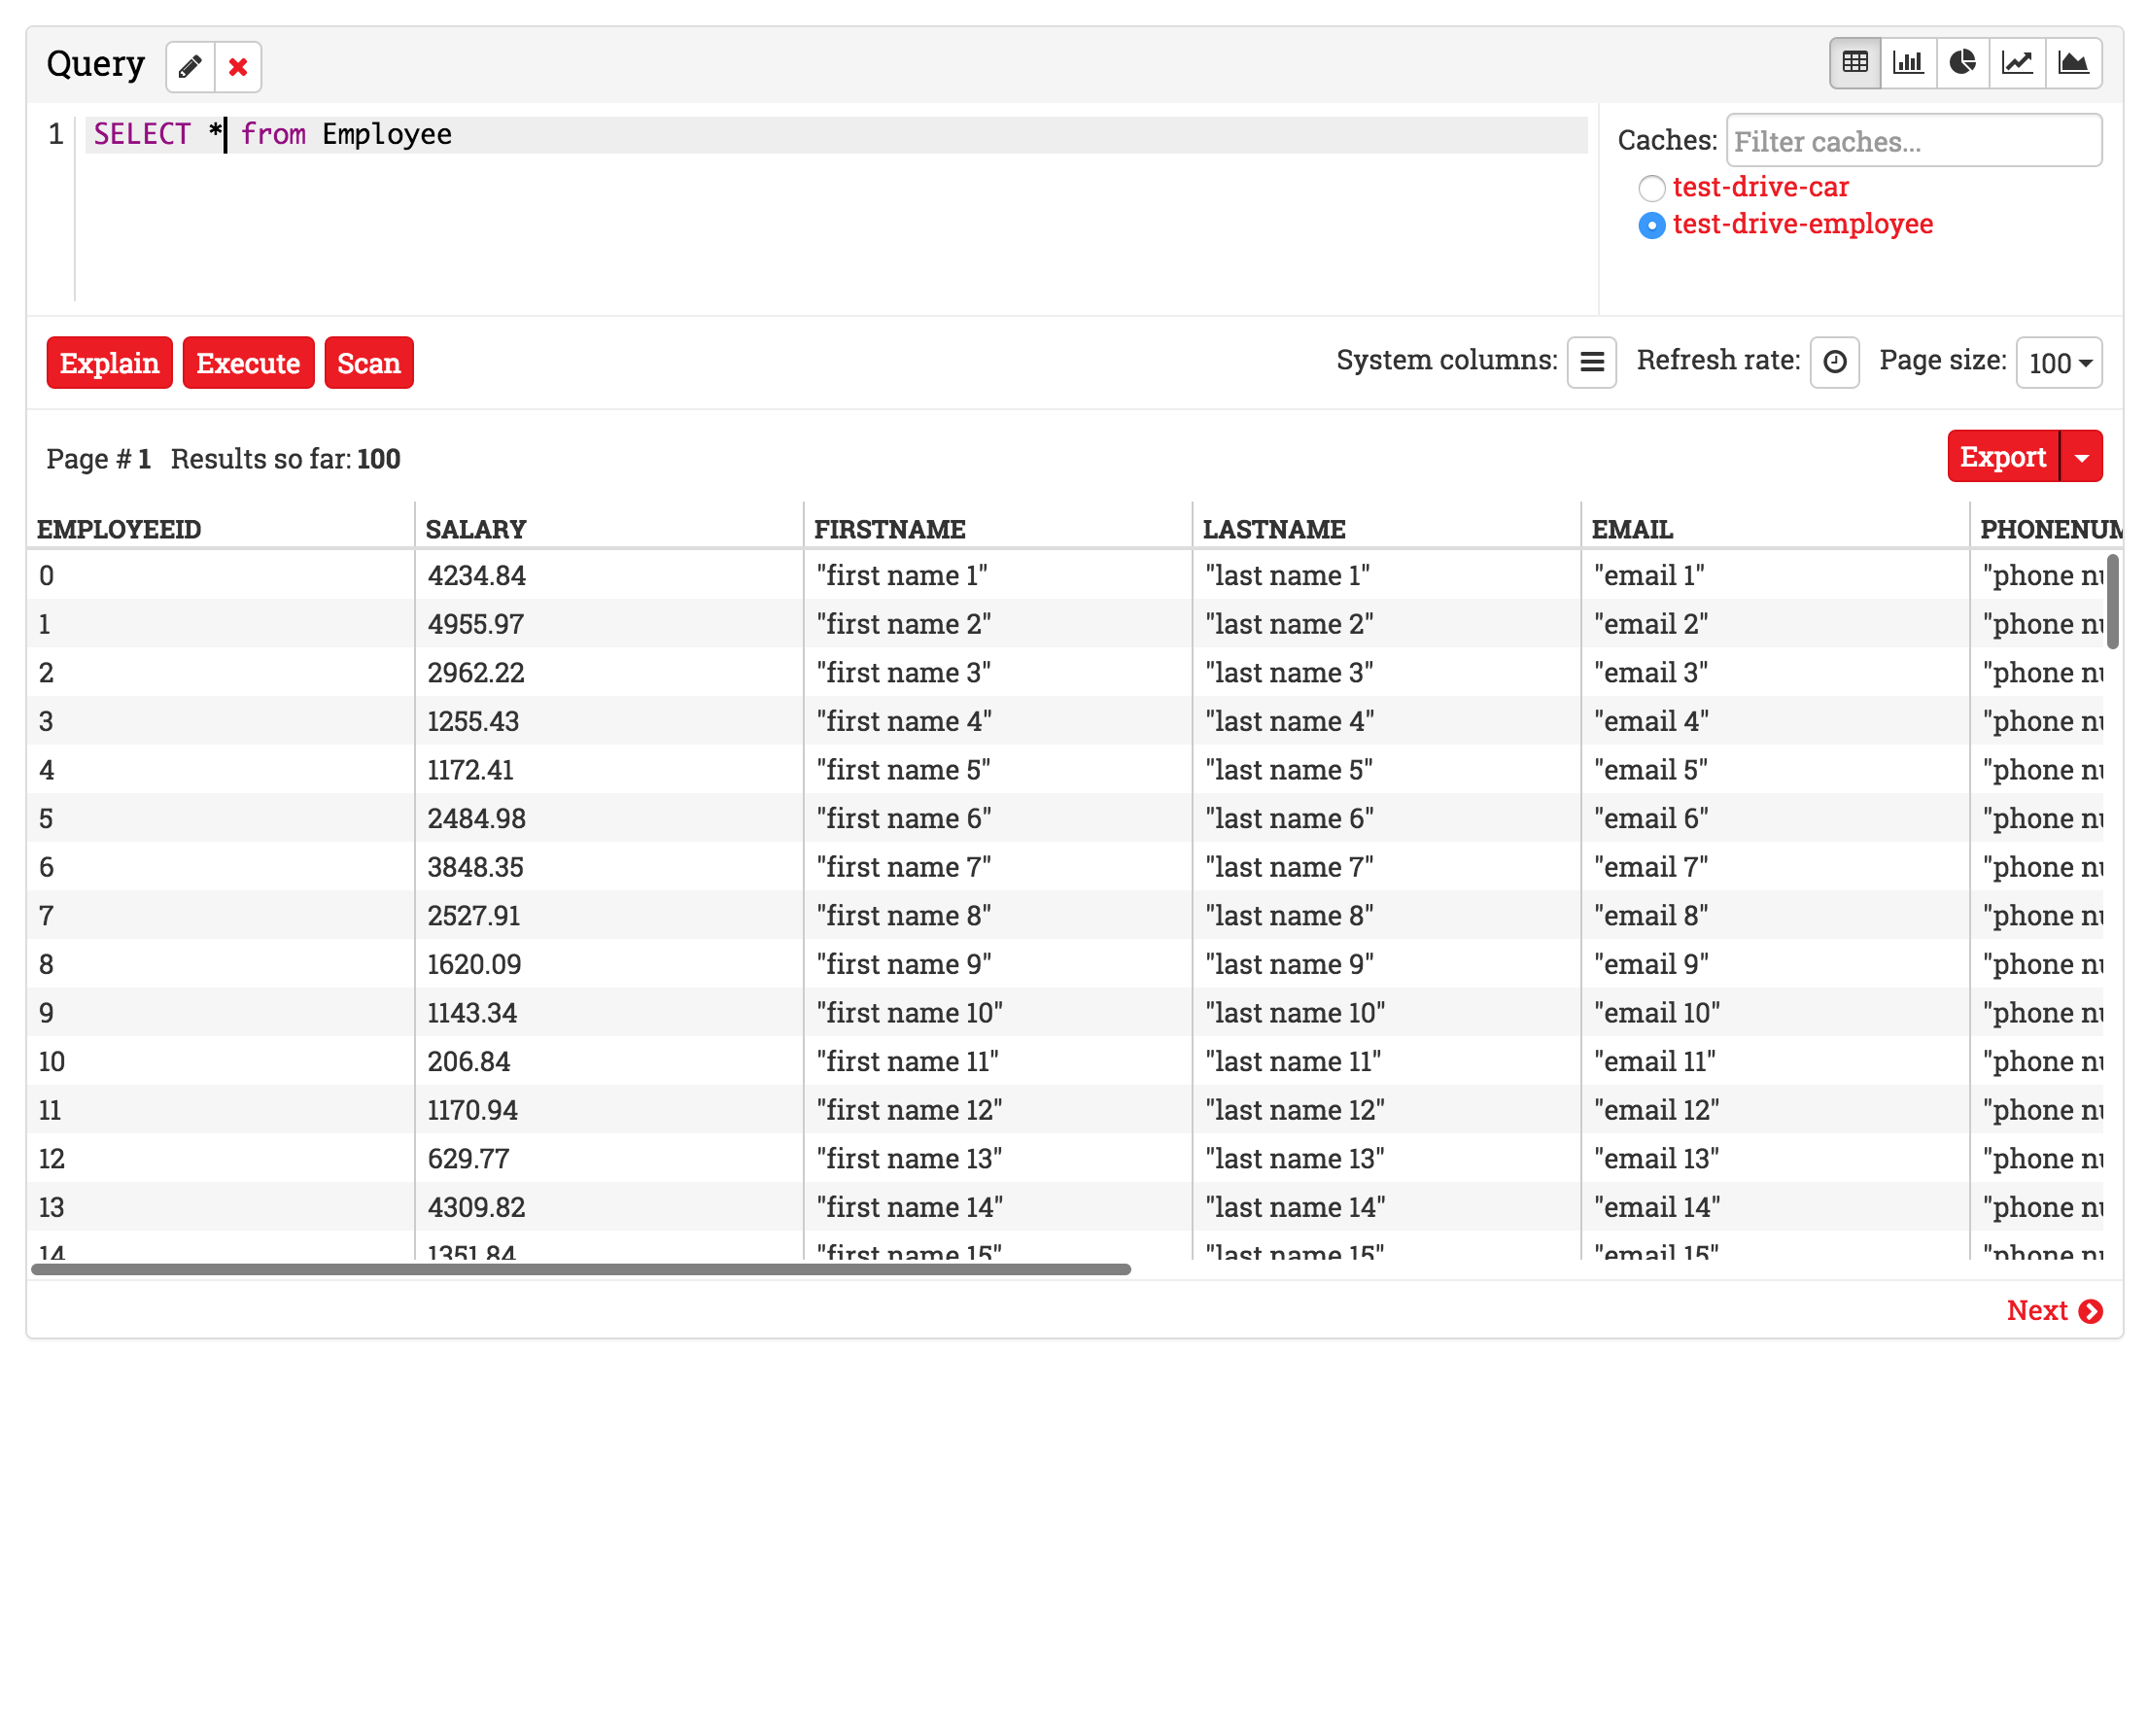 Query
1 SELECT * from Employee
Caches: Filter caches...
test-drive-car
test-drive-employee
Explain Execute Scan System columns: Refresh rate: Page size: 100
Page # 1 Results so far: 100 Export
EMPLOYEEID SALARY FIRSTNAME LASTNAME EMAIL PHONENUM
0 4234.84 "first name 1" "last name 1" "email 1" "phone nu
1 4955.97 "first name 2" "last name 2" "email 2" "phone nu
2 2962.22 "first name 3" "last name 3" "email 3" "phone nu
3 1255.43 "first name 4" "last name 4" "email 4" "phone nu
4 1172.41 "first name 5" "last name 5" "email 5" "phone nu
5 2484.98 "first name 6" "last name 6" "email 6" "phone nu
6 3848.35 "first name 7" "last name 7" "email 7" "phone nu
7 2527.91 "first name 8" "last name 8" "email 8" "phone nu
8 1620.09 "first name 9" "last name 9" "email 9" "phone nu
9 1143.34 "first name 10" "last name 10" "email 10" "phone nu
10 206.84 "first name 11" "last name 11" "email 11" "phone nu
11 1170.94 "first name 12" "last name 12" "email 12" "phone nu
12 629.77 "first name 13" "last name 13" "email 13" "phone nu
13 4309.82 "first name 14" "last name 14" "email 14" "phone nu
14 1351.84 "first name 15" "last name 15" "email 15" "phone nu
Next